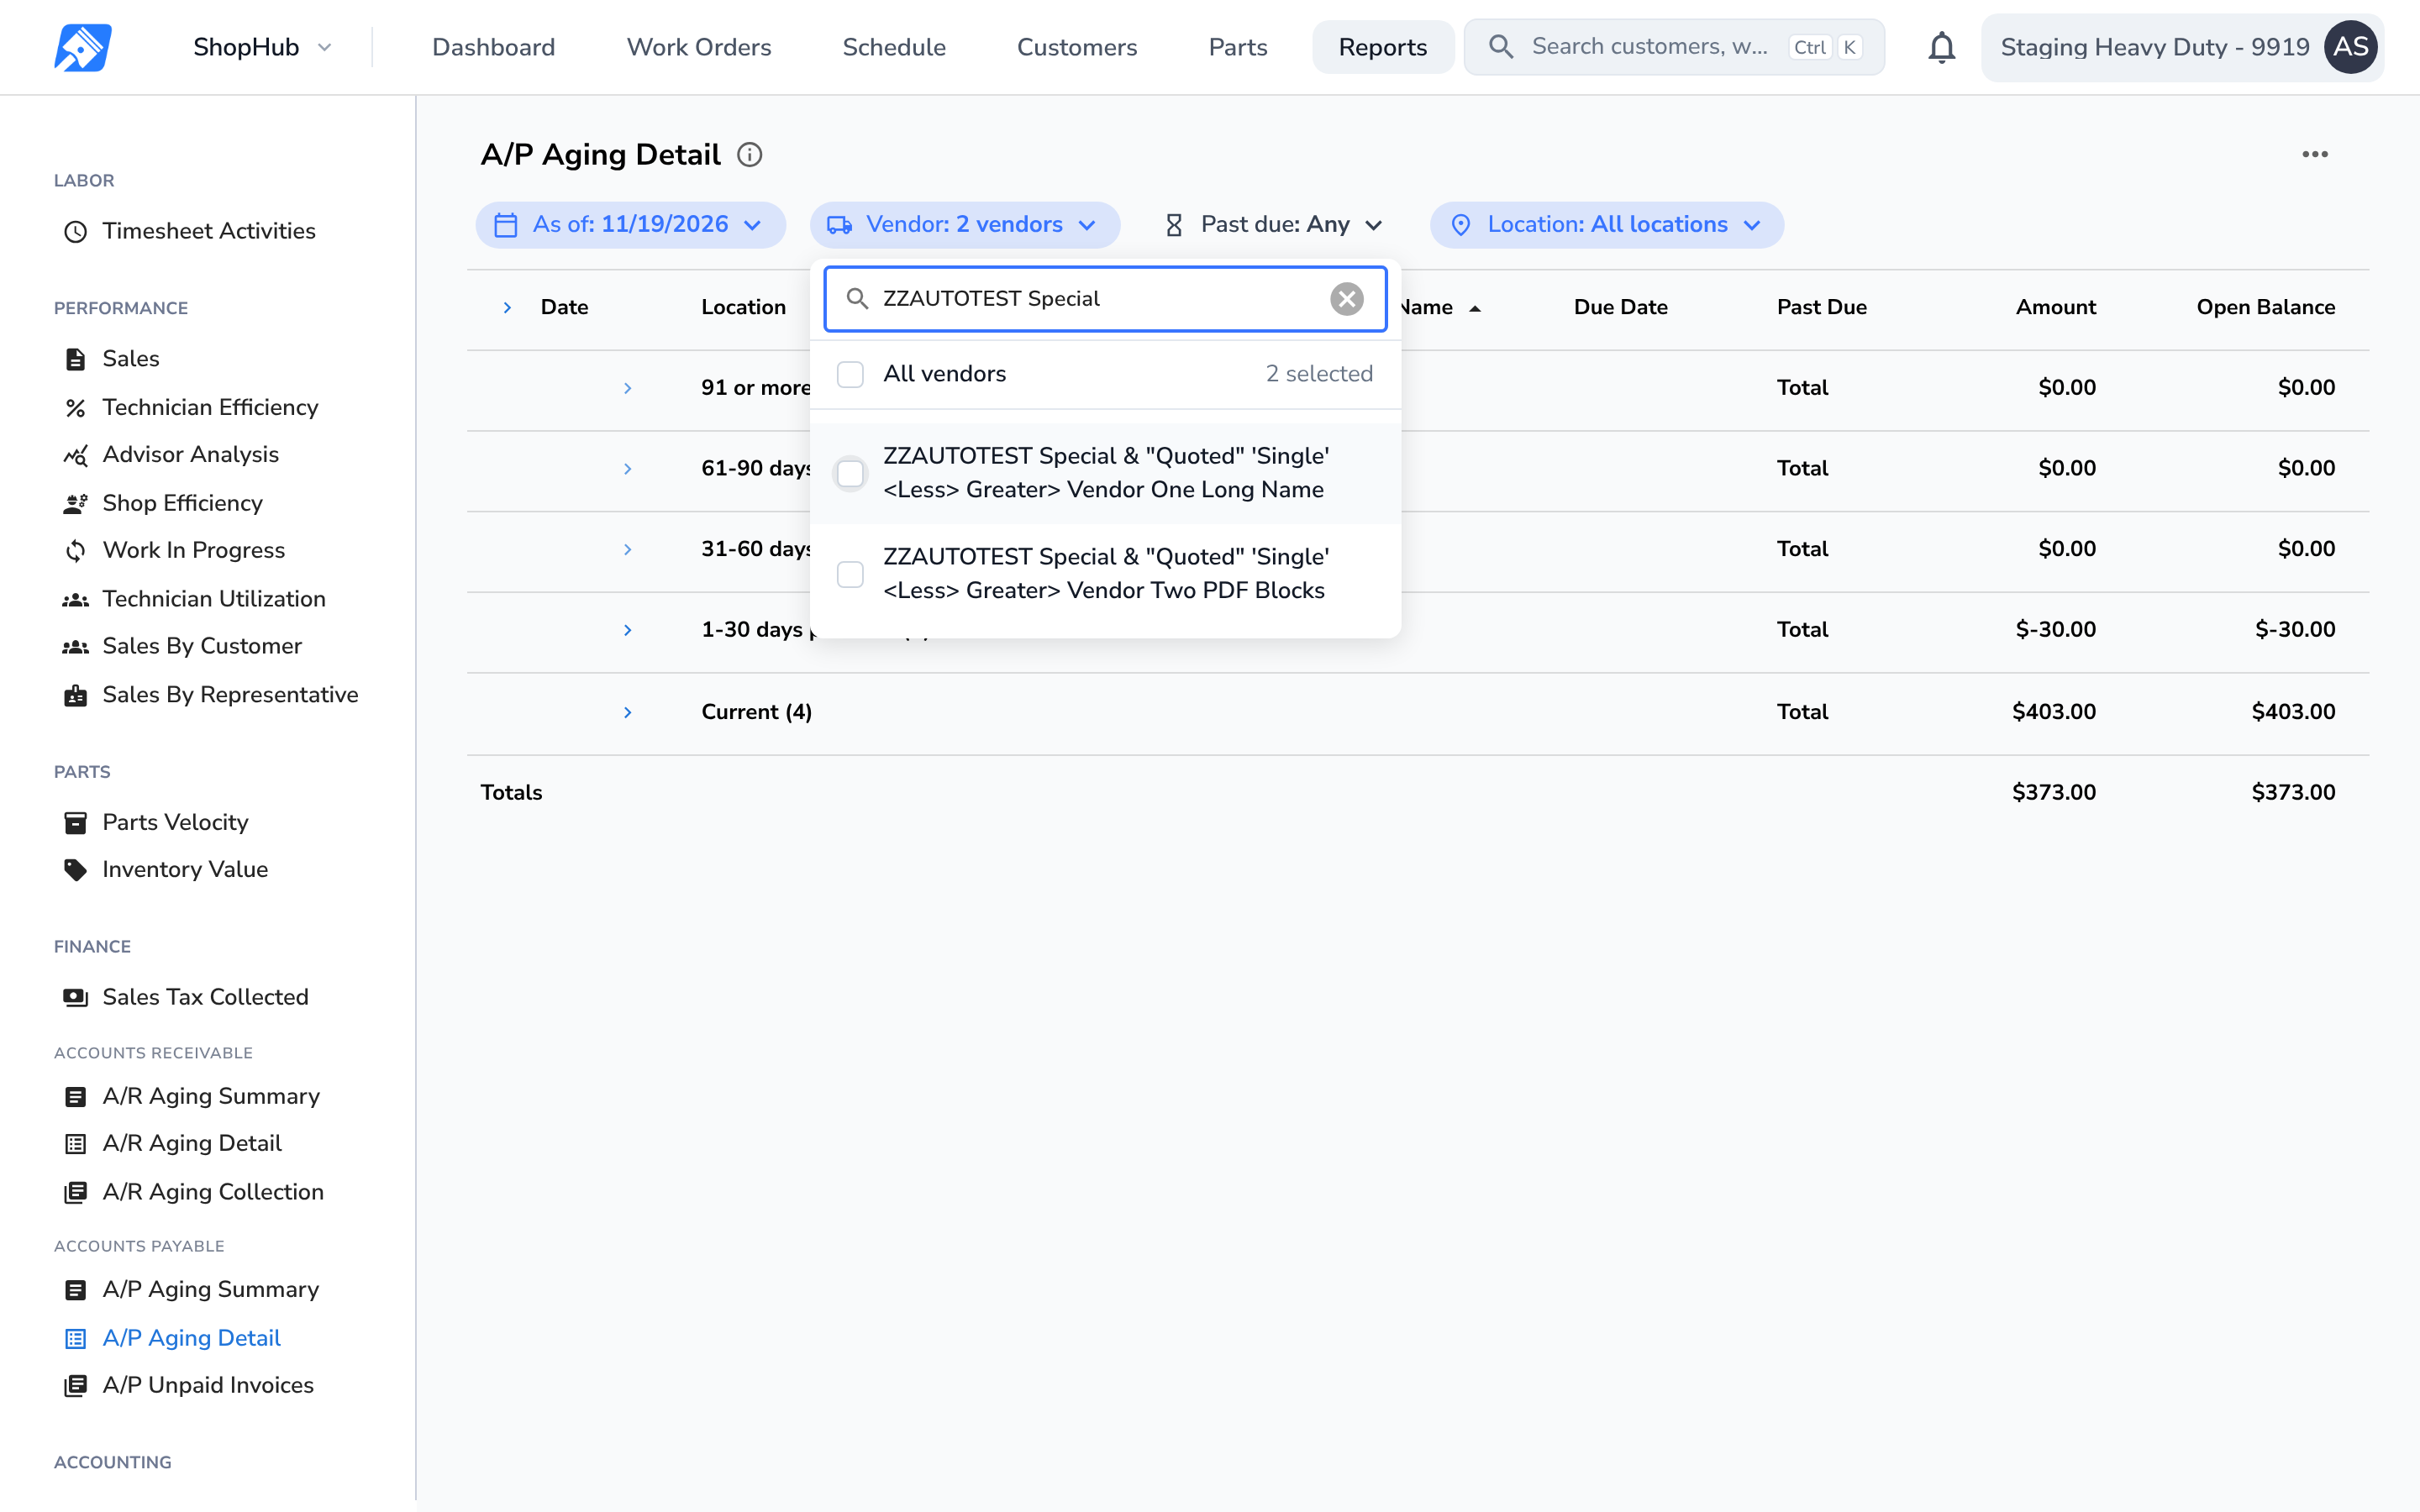 ShopHub
Dashboard
Work Orders
Schedule
Customers
Parts
Reports
Search customers, w...
Ctrl K
Staging Heavy Duty - 9919
AS
LABOR
Timesheet Activities
PERFORMANCE
Sales
Technician Efficiency
Advisor Analysis
Shop Efficiency
Work In Progress
Technician Utilization
Sales By Customer
Sales By Representative
PARTS
Parts Velocity
Inventory Value
FINANCE
Sales Tax Collected
ACCOUNTS RECEIVABLE
A/R Aging Summary
A/R Aging Detail
A/R Aging Collection
ACCOUNTS PAYABLE
A/P Aging Summary
A/P Aging Detail
A/P Unpaid Invoices
ACCOUNTING
A/P Aging Detail
As of: 11/19/2026
Vendor: 2 vendors
Past due: Any
Location: All locations
ZZAUTOTEST Special
All vendors 2 selected
ZZAUTOTEST Special & "Quoted" 'Single'
<Less> Greater> Vendor One Long Name
ZZAUTOTEST Special & "Quoted" 'Single'
<Less> Greater> Vendor Two PDF Blocks
Date Location Name Due Date Past Due Amount Open Balance
91 or more Total $0.00 $0.00
61-90 days Total $0.00 $0.00
31-60 days Total $0.00 $0.00
1-30 days Total $-30.00 $-30.00
Current (4) Total $403.00 $403.00
Totals $373.00 $373.00